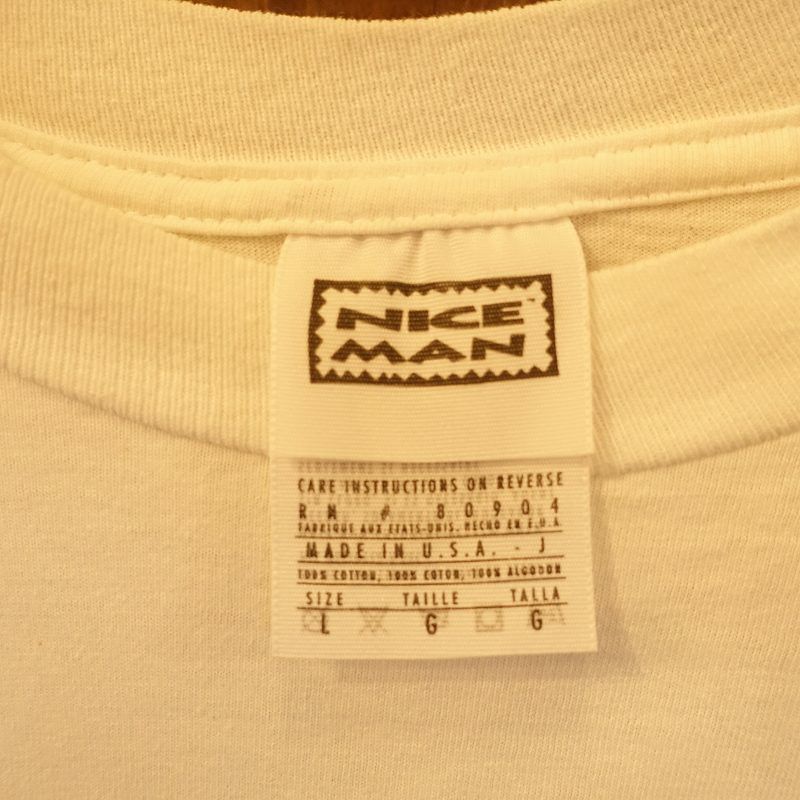 NICE™
MAN
CARE INSTRUCTIONS ON REVERSE
RN # 80904
FABRIQUE AUX ETATS-UNIS. HECHO EN E.U.A.
MADE IN U.S.A. - J
100% COTTON, 100% COTON, 100% ALGODON
SIZE TAILLE TALLA
L G G